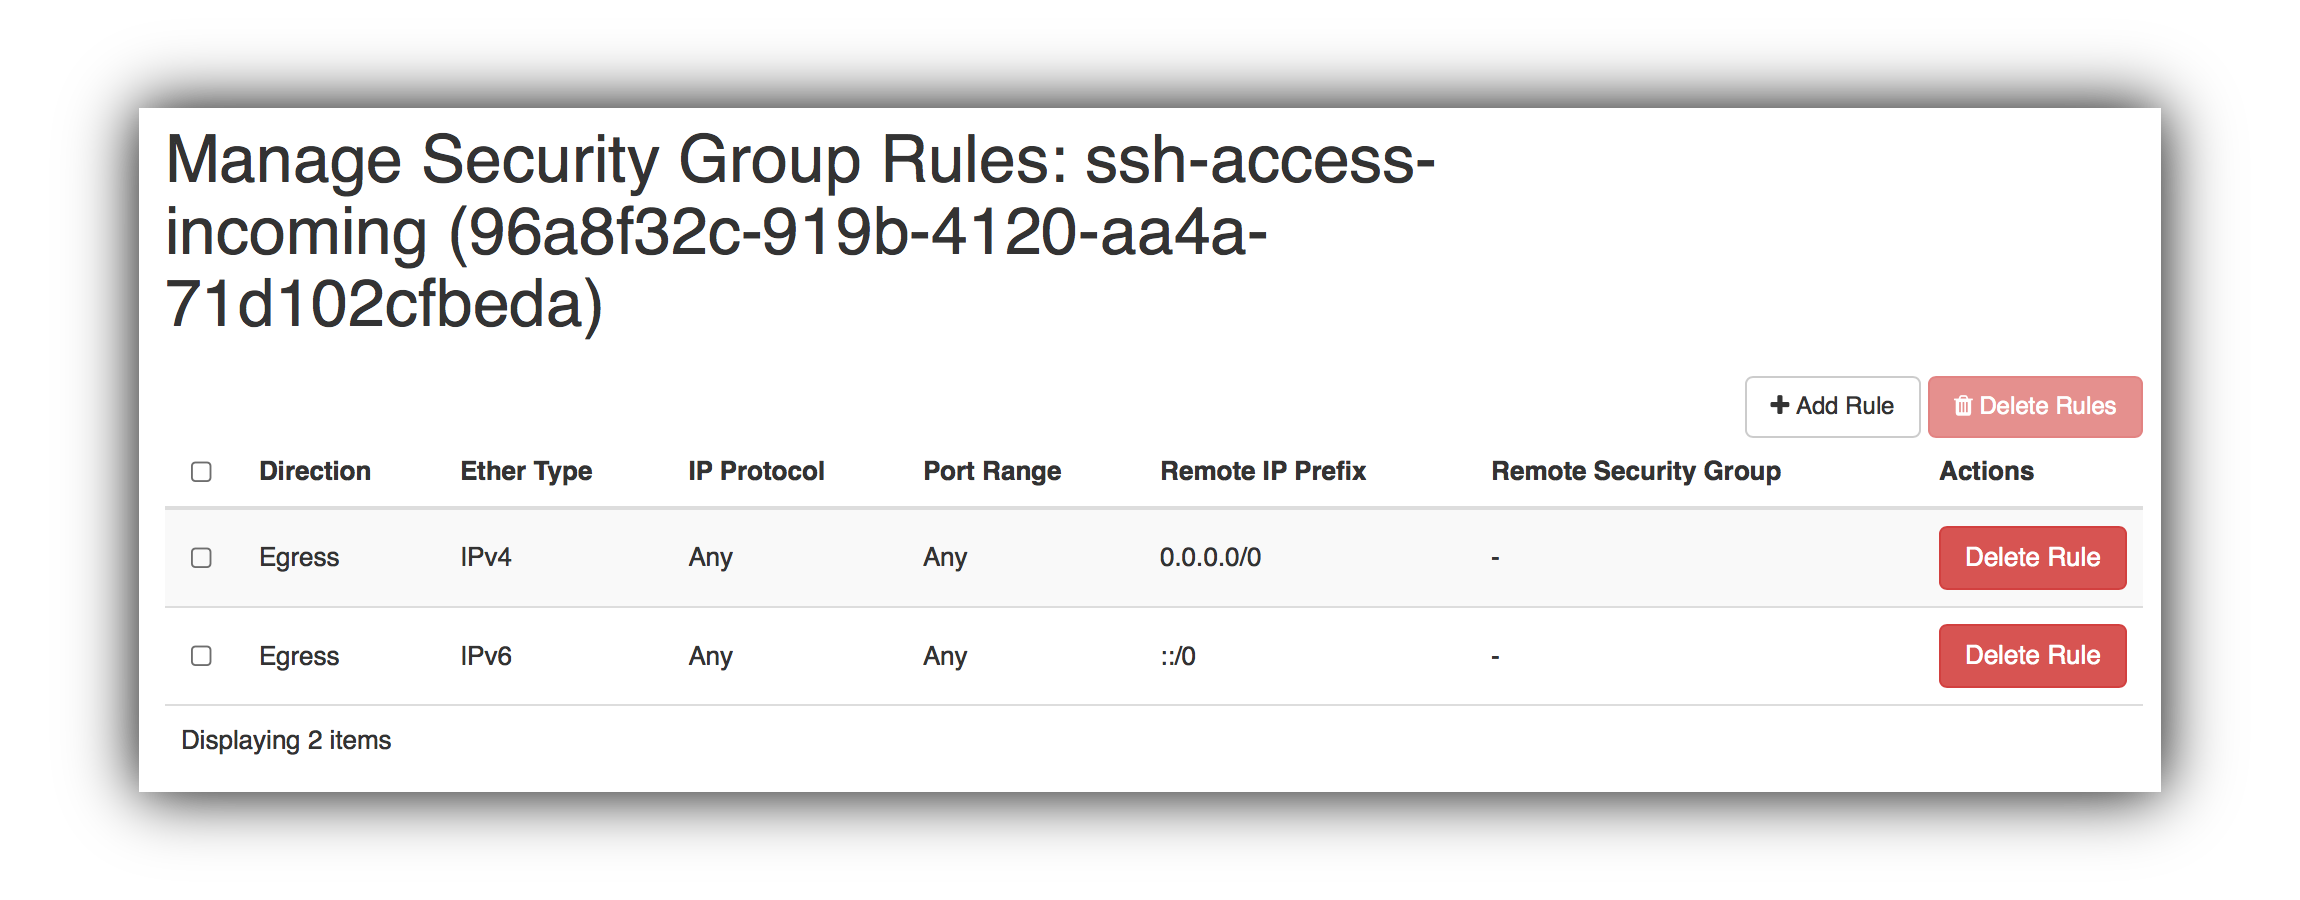 Manage Security Group Rules: ssh-access-
incoming (96a8f32c-919b-4120-aa4a-
71d102cfbeda)
Add Rule Delete Rules
Direction Ether Type IP Protocol Port Range Remote IP Prefix Remote Security Group Actions
Egress IPv4 Any Any 0.0.0.0/0 - Delete Rule
Egress IPv6 Any Any ::/0 - Delete Rule
Displaying 2 items